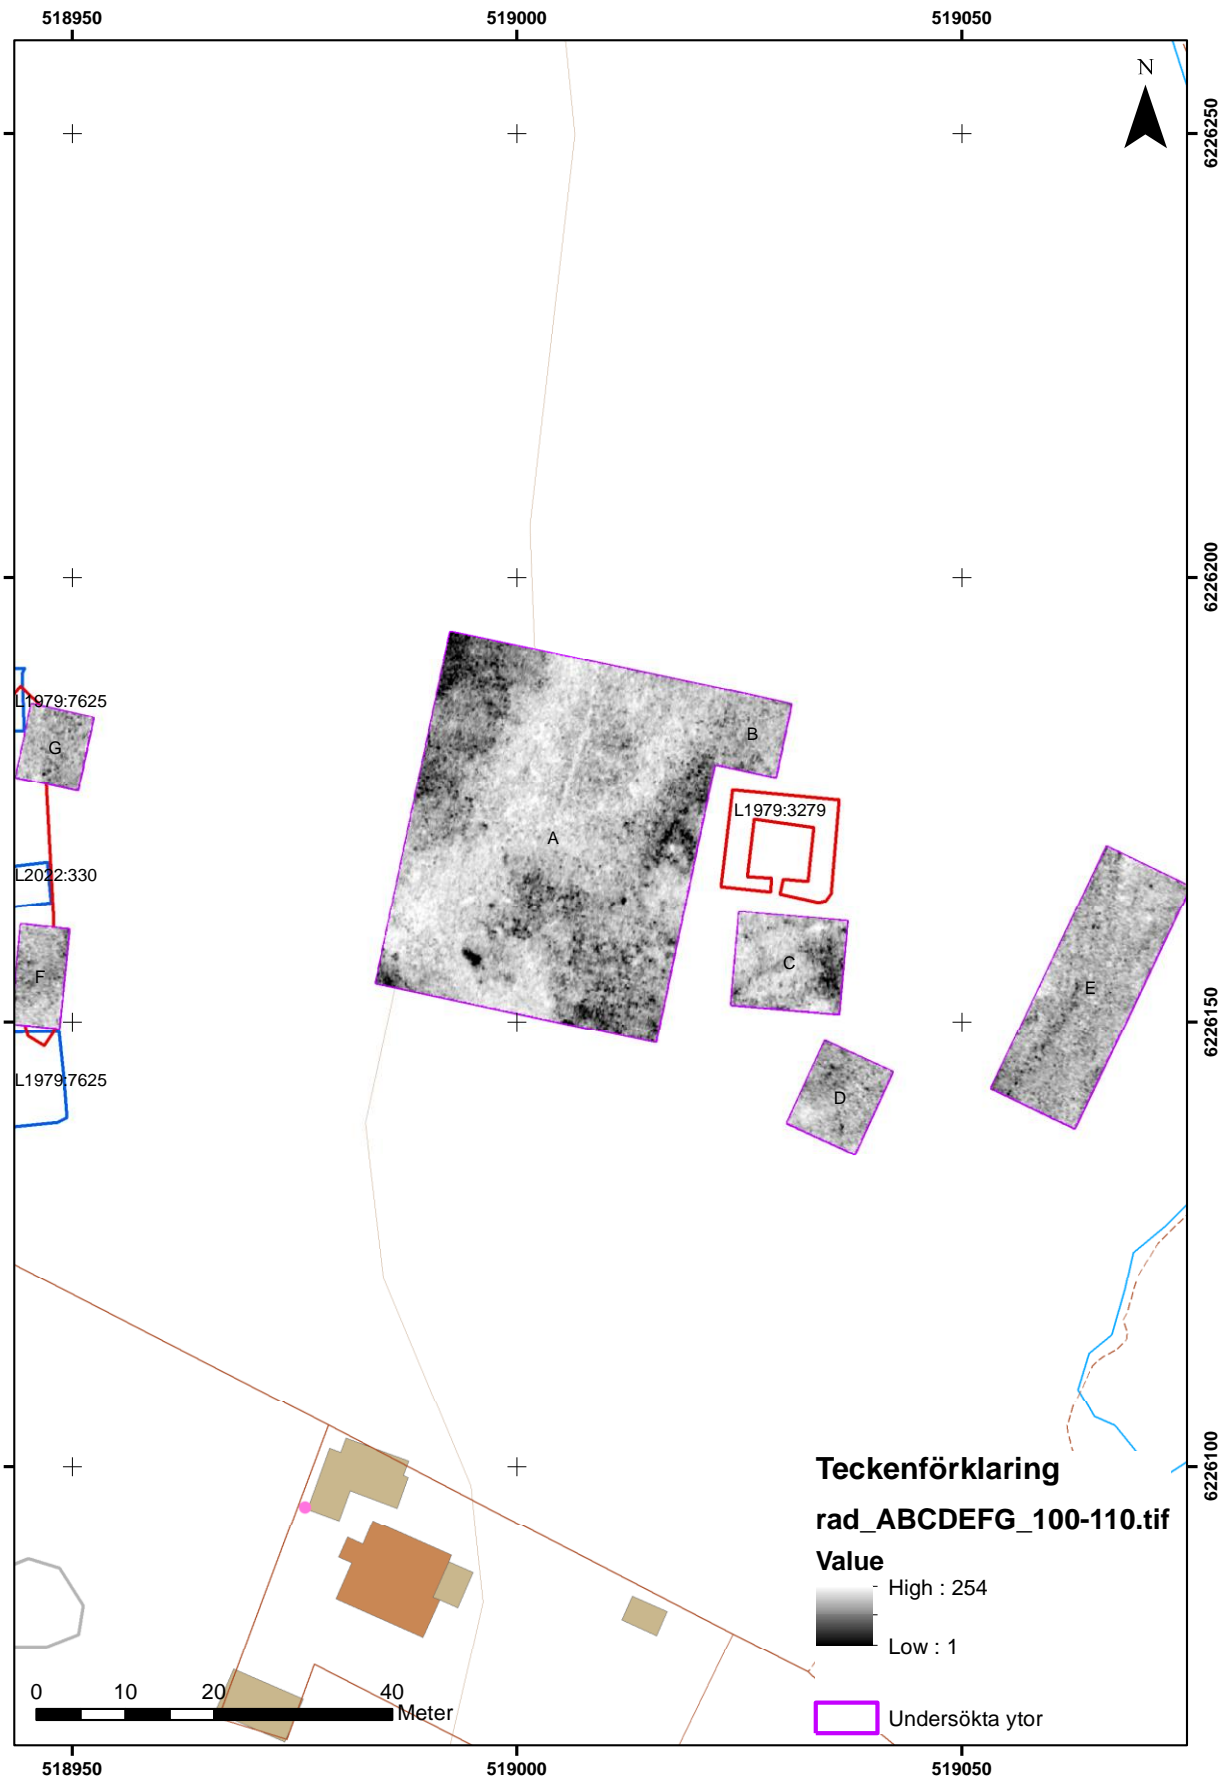 518950 519000 519050
N
6226250
6226200
L1979:7625
G
B
L1979:3279
A
L2022:330
C
F
E
6226150
L1979:7625
D
6226100
Teckenförklaring
rad_ABCDEFG_100-110.tif
Value
High : 254
Low : 1
0 10 20 40
Meter
Undersökta ytor
518950 519000 519050